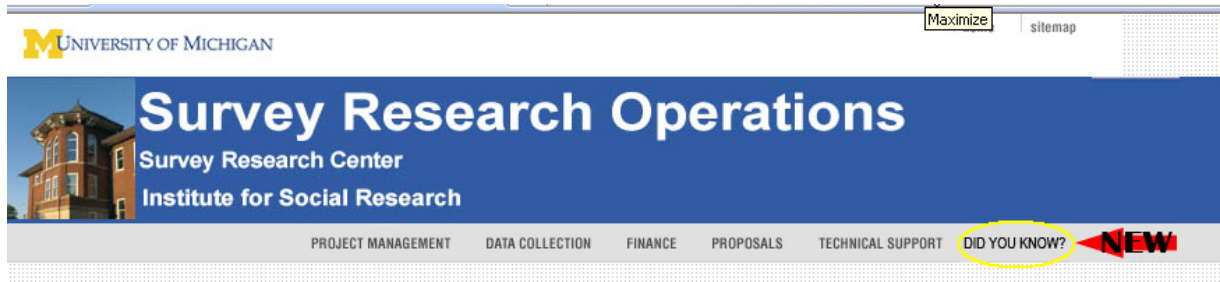 Maximize
sitemap
UNIVERSITY OF MICHIGAN
Survey Research Operations
Survey Research Center
Institute for Social Research
PROJECT MANAGEMENT DATA COLLECTION FINANCE PROPOSALS TECHNICAL SUPPORT DID YOU KNOW? NEW